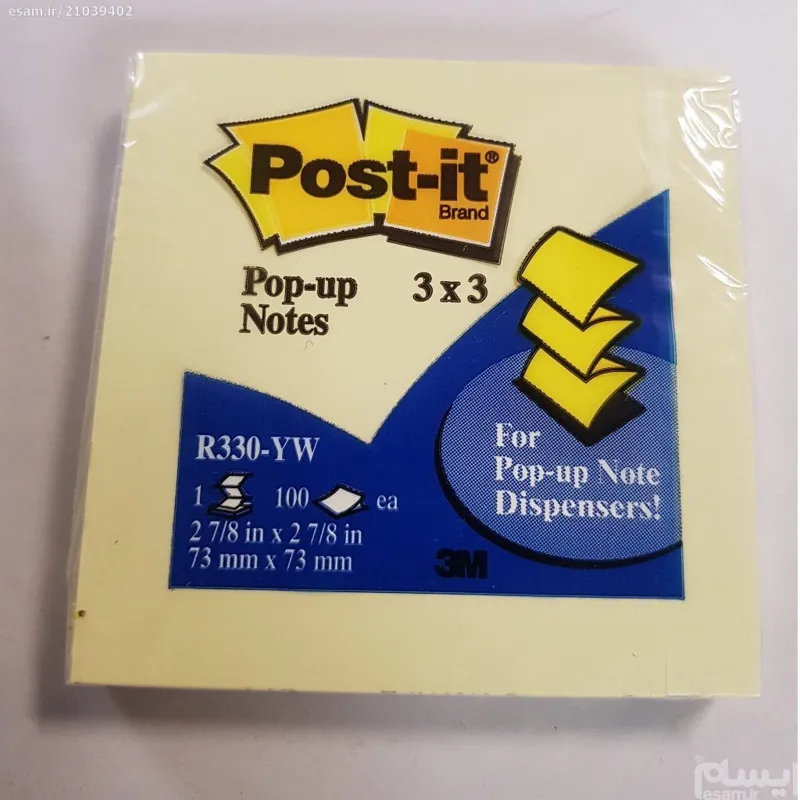 esam.ir/21039402
Post-it®
Brand
Pop-up 3 x 3
Notes
R330-YW
1 100 ea
2 7/8 in x 2 7/8 in
73 mm x 73 mm
3M
For
Pop-up Note
Dispensers!
ایسام
esam.ir